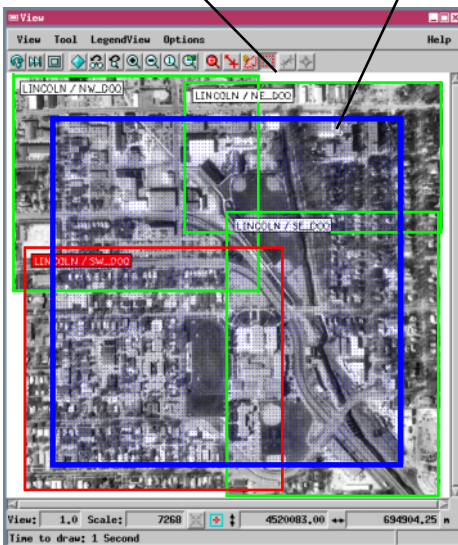 View
View Tool LegendView Options Help
LINCOLN / NW_DOQ
LINCOLN / NE_DOQ
LINCOLN / SE_DOQ
LINCOLN / SW_DOQ
View: 1.0 Scale: 7268 4520083.00 694904.25 m
Time to draw: 1 Second